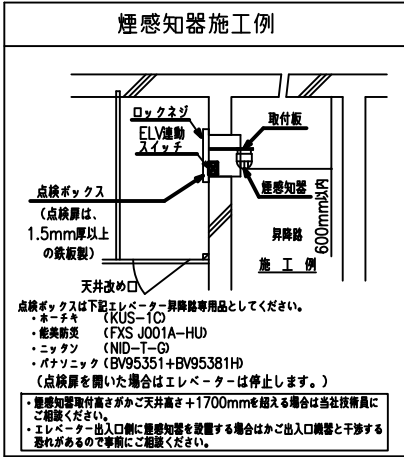 煙感知器施工例
ロックネジ
ELV連動
スイッチ
取付板
点検ボックス
(点検扉は、
1.5mm厚以上
の鉄板製)
煙感知器
昇降路
600mm以内
施工例
天井改め口
点検ボックスは下記エレベーター昇降路専用品としてください。
・ホーチキ (KUS-1C)
・能美防災 (FXS J001A-HU)
・ニッタン (NID-T-G)
・パナソニック(BV95351+BV95381H)
(点検扉を開いた場合はエレベーターは停止します。)
・煙感知器取付高さがかご天井高さ+1700mmを超える場合は当社技術員に
ご相談ください。
・エレベーター出入口側に煙感知器を設置する場合はかご出入口機器と干渉する
恐れがあるので事前にご相談ください。